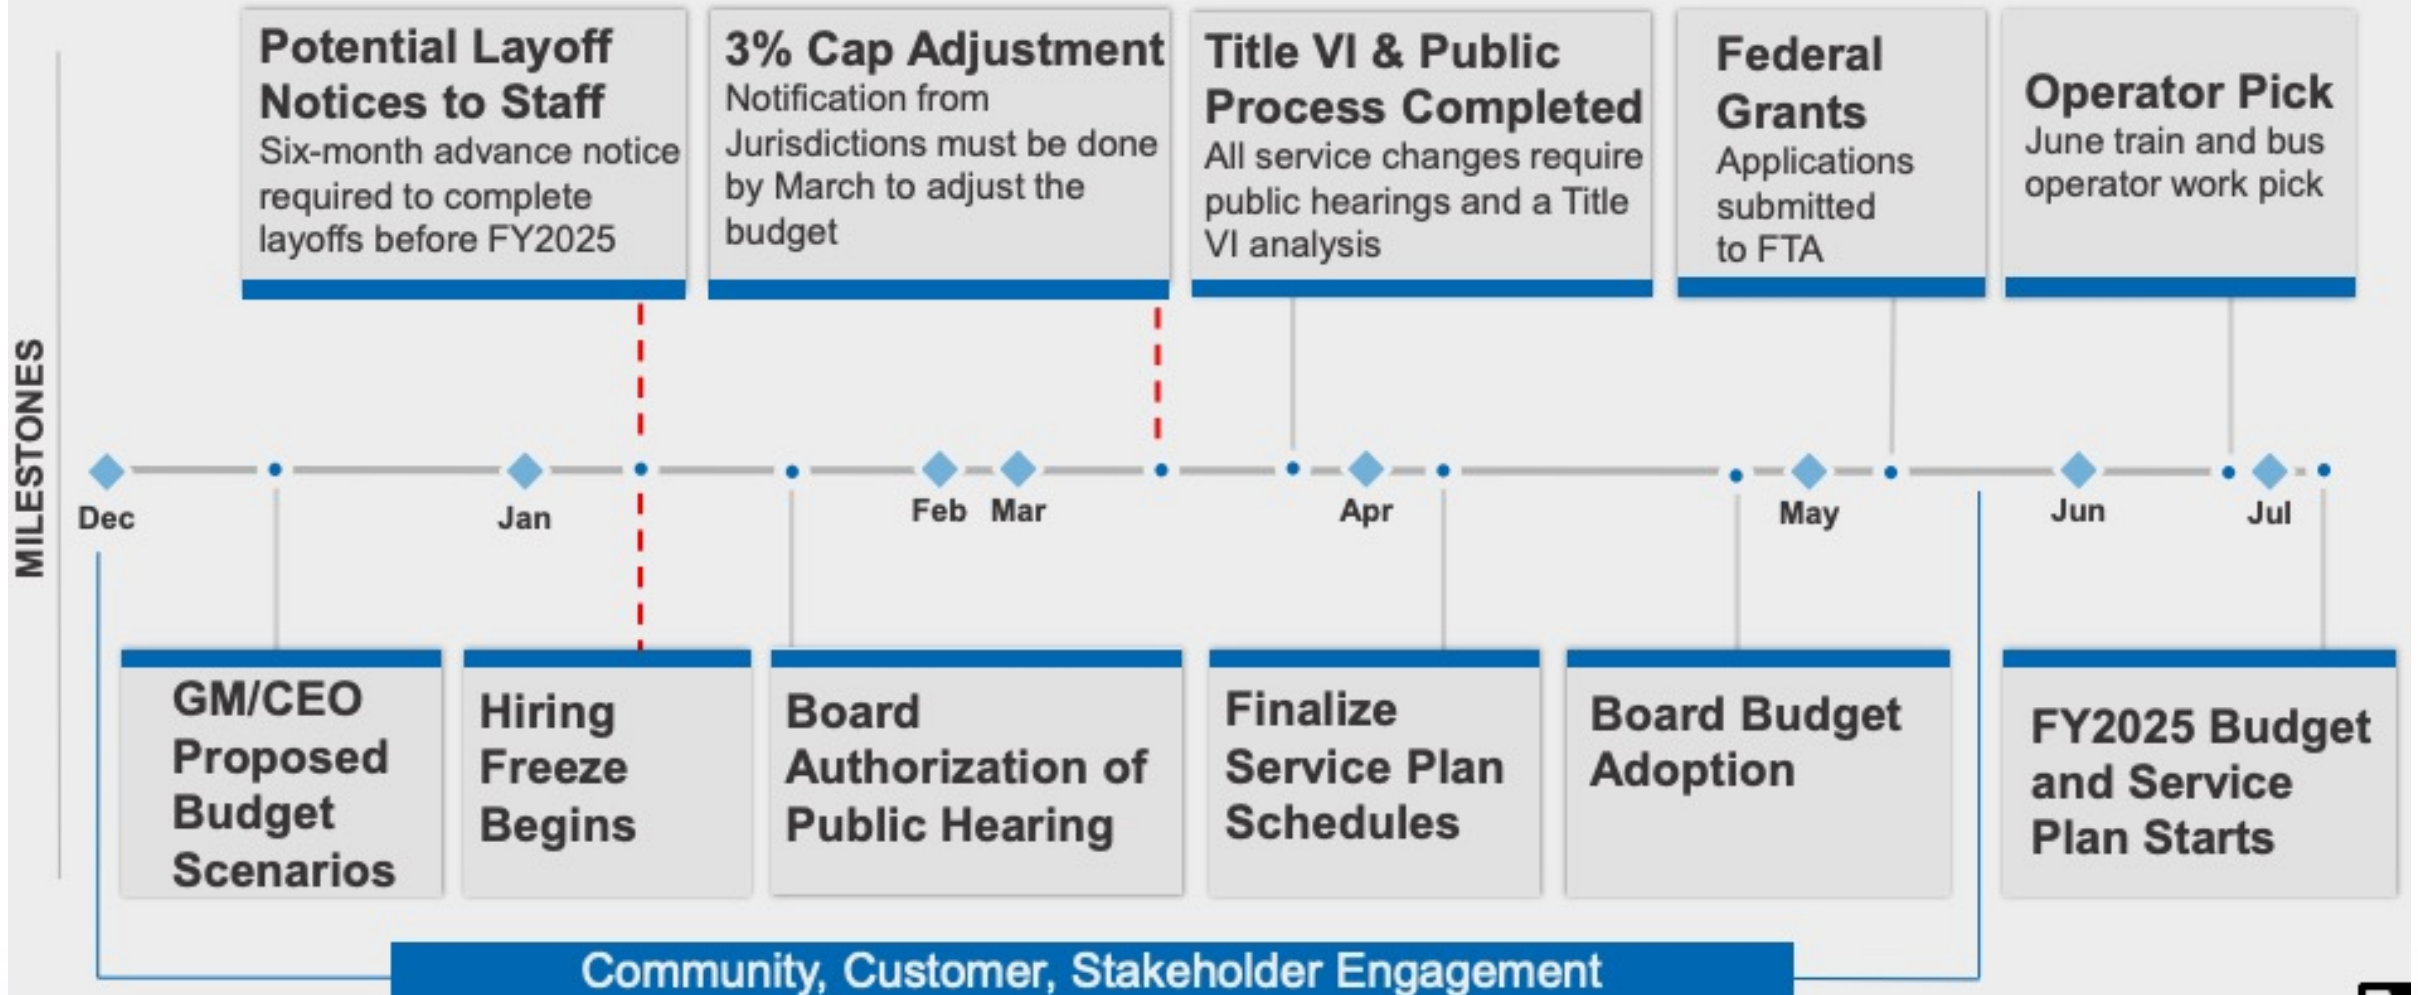 MILESTONES
Potential Layoff
Notices to Staff
Six-month advance notice
required to complete
layoffs before FY2025
3% Cap Adjustment
Notification from
Jurisdictions must be done
by March to adjust the
budget
Title VI & Public
Process Completed
All service changes require
public hearings and a Title
VI analysis
Federal
Grants
Applications
submitted
to FTA
Operator Pick
June train and bus
operator work pick
Dec
Jan
Feb
Mar
Apr
May
Jun
Jul
GM/CEO
Proposed
Budget
Scenarios
Hiring
Freeze
Begins
Board
Authorization of
Public Hearing
Finalize
Service Plan
Schedules
Board Budget
Adoption
FY2025 Budget
and Service
Plan Starts
Community, Customer, Stakeholder Engagement